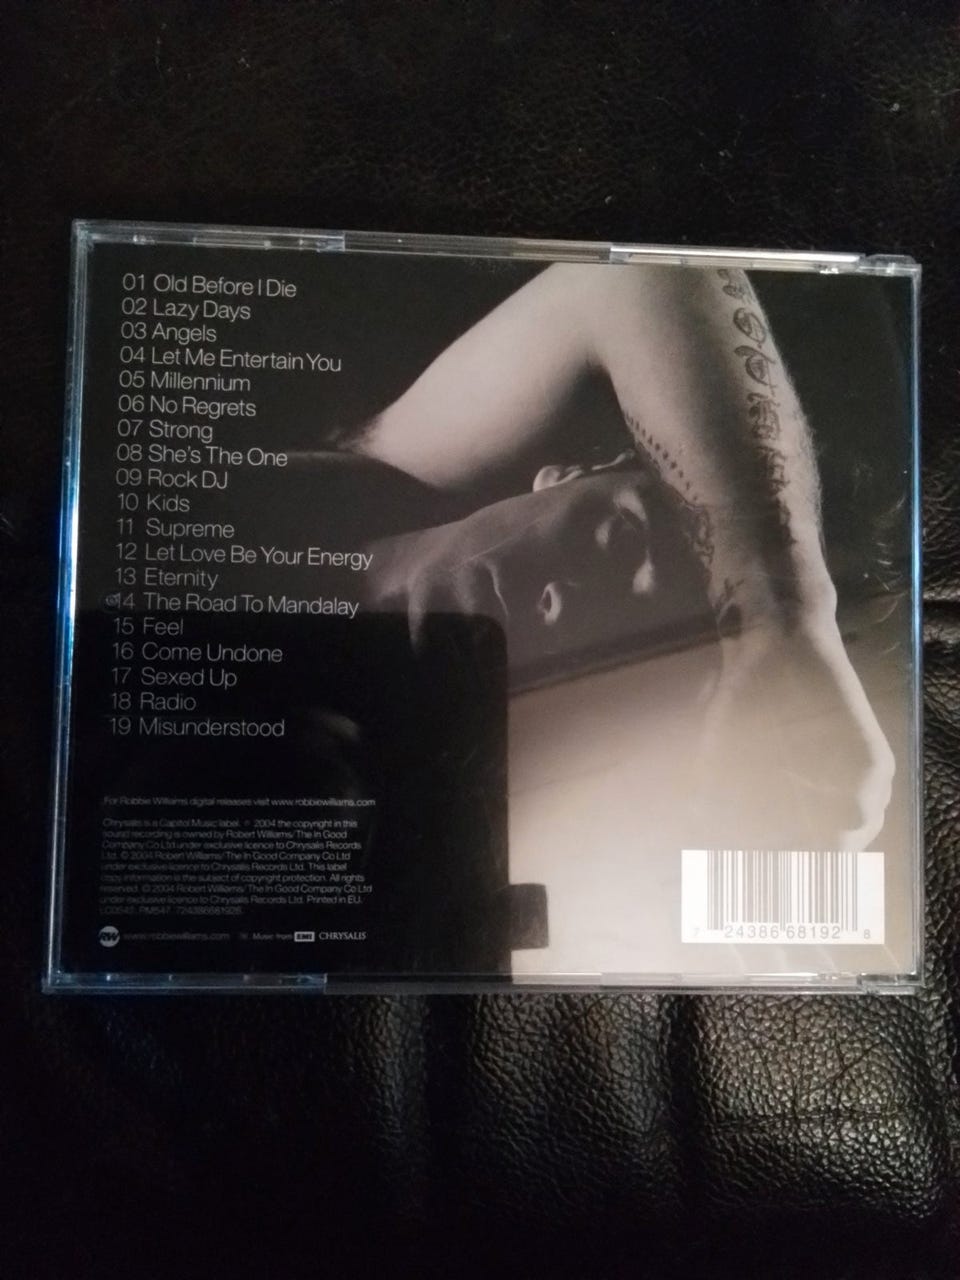 01 Old Before I Die
02 Lazy Days
03 Angels
04 Let Me Entertain You
05 Millennium
06 No Regrets
07 Strong
08 She's The One
09 Rock DJ
10 Kids
11 Supreme
12 Let Love Be Your Energy
13 Eternity
14 The Road To Mandalay
15 Feel
16 Come Undone
17 Sexed Up
18 Radio
19 Misunderstood
For Robbie Williams digital releases visit www.robbiewilliams.com
Chrysalis is a Capitol Music label. ℗ 2004 the copyright in this
sound recording is owned by Robert Williams/The In Good
Company Co Ltd under exclusive licence to Chrysalis Records
Ltd. © 2004 Robert Williams/The In Good Company Co Ltd
under exclusive licence to Chrysalis Records Ltd. This label
copy information is the subject of copyright protection. All rights
reserved. © 2004 Robert Williams/The In Good Company Co Ltd
under exclusive licence to Chrysalis Records Ltd. Printed in EU.
LC0542. PM547. 724386681928.
RW www.robbiewilliams.com Music from EMI CHRYSALIS
7 24386 68192 8